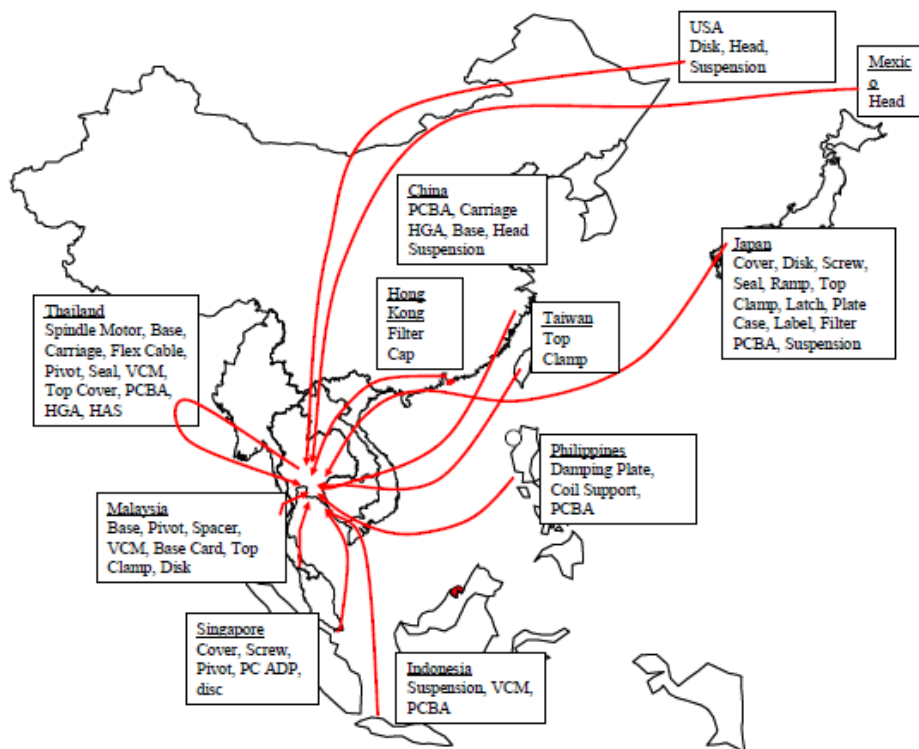 USA
Disk, Head,
Suspension
Mexic
o
Head
China
PCBA, Carriage
HGA, Base, Head
Suspension
Japan
Cover, Disk, Screw,
Seal, Ramp, Top
Clamp, Latch, Plate
Case, Label, Filter
PCBA, Suspension
Hong
Kong
Filter
Cap
Taiwan
Top
Clamp
Thailand
Spindle Motor, Base,
Carriage, Flex Cable,
Pivot, Seal, VCM,
Top Cover, PCBA,
HGA, HAS
Philippines
Damping Plate,
Coil Support,
PCBA
Malaysia
Base, Pivot, Spacer,
VCM, Base Card, Top
Clamp, Disk
Singapore
Cover, Screw,
Pivot, PC ADP,
disc
Indonesia
Suspension, VCM,
PCBA